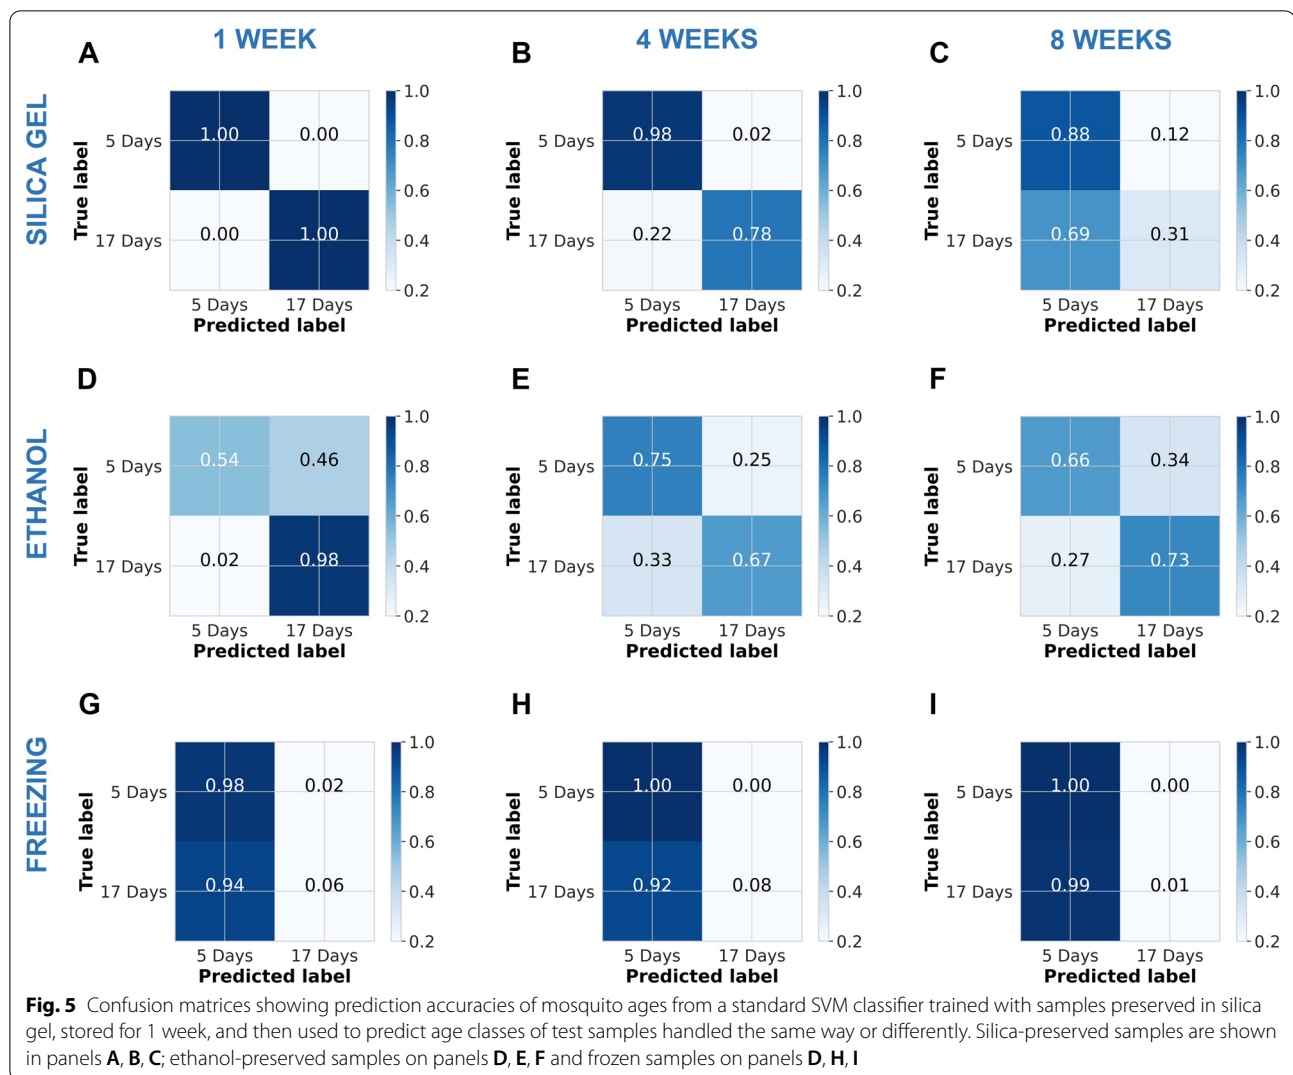 1 WEEK
4 WEEKS
8 WEEKS
SILICA GEL
A
True label
5 Days
1.00
0.00
17 Days
0.00
1.00
5 Days
17 Days
Predicted label
1.0
0.8
0.6
0.4
0.2
B
True label
5 Days
0.98
0.02
17 Days
0.22
0.78
5 Days
17 Days
Predicted label
1.0
0.8
0.6
0.4
0.2
C
True label
5 Days
0.88
0.12
17 Days
0.69
0.31
5 Days
17 Days
Predicted label
1.0
0.8
0.6
0.4
0.2
ETHANOL
D
True label
5 Days
0.54
0.46
17 Days
0.02
0.98
5 Days
17 Days
Predicted label
1.0
0.8
0.6
0.4
0.2
E
True label
5 Days
0.75
0.25
17 Days
0.33
0.67
5 Days
17 Days
Predicted label
1.0
0.8
0.6
0.4
0.2
F
True label
5 Days
0.66
0.34
17 Days
0.27
0.73
5 Days
17 Days
Predicted label
1.0
0.8
0.6
0.4
0.2
FREEZING
G
True label
5 Days
0.98
0.02
17 Days
0.94
0.06
5 Days
17 Days
Predicted label
1.0
0.8
0.6
0.4
0.2
H
True label
5 Days
1.00
0.00
17 Days
0.92
0.08
5 Days
17 Days
Predicted label
1.0
0.8
0.6
0.4
0.2
I
True label
5 Days
1.00
0.00
17 Days
0.99
0.01
5 Days
17 Days
Predicted label
1.0
0.8
0.6
0.4
0.2
Fig. 5 Confusion matrices showing prediction accuracies of mosquito ages from a standard SVM classifier trained with samples preserved in silica
gel, stored for 1 week, and then used to predict age classes of test samples handled the same way or differently. Silica-preserved samples are shown
in panels A, B, C; ethanol-preserved samples on panels D, E, F and frozen samples on panels D, H, I